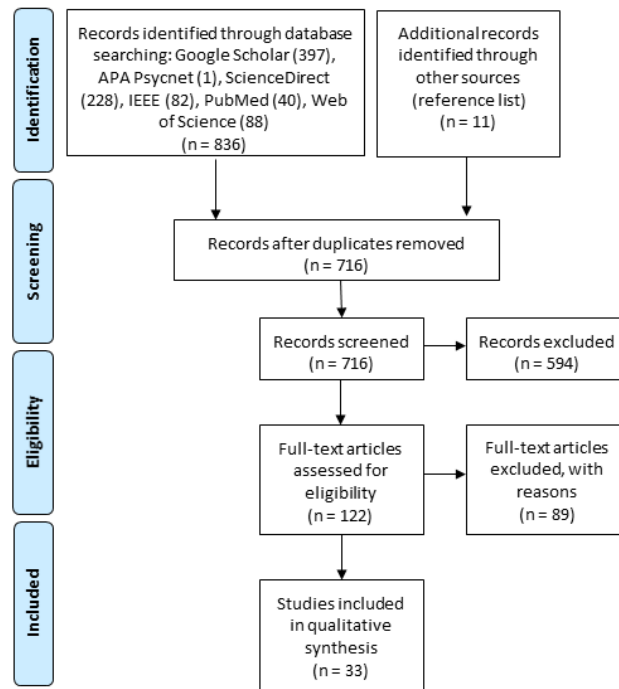 Identification
Records identified through database
searching: Google Scholar (397),
APA Psycnet (1), ScienceDirect
(228), IEEE (82), PubMed (40), Web
of Science (88)
(n = 836)
Additional records
identified through
other sources
(reference list)
(n = 11)
Screening
Records after duplicates removed
(n = 716)
Records screened
(n = 716)
Records excluded
(n = 594)
Eligibility
Full-text articles
assessed for
eligibility
(n = 122)
Full-text articles
excluded, with
reasons
(n = 89)
Included
Studies included
in qualitative
synthesis
(n = 33)